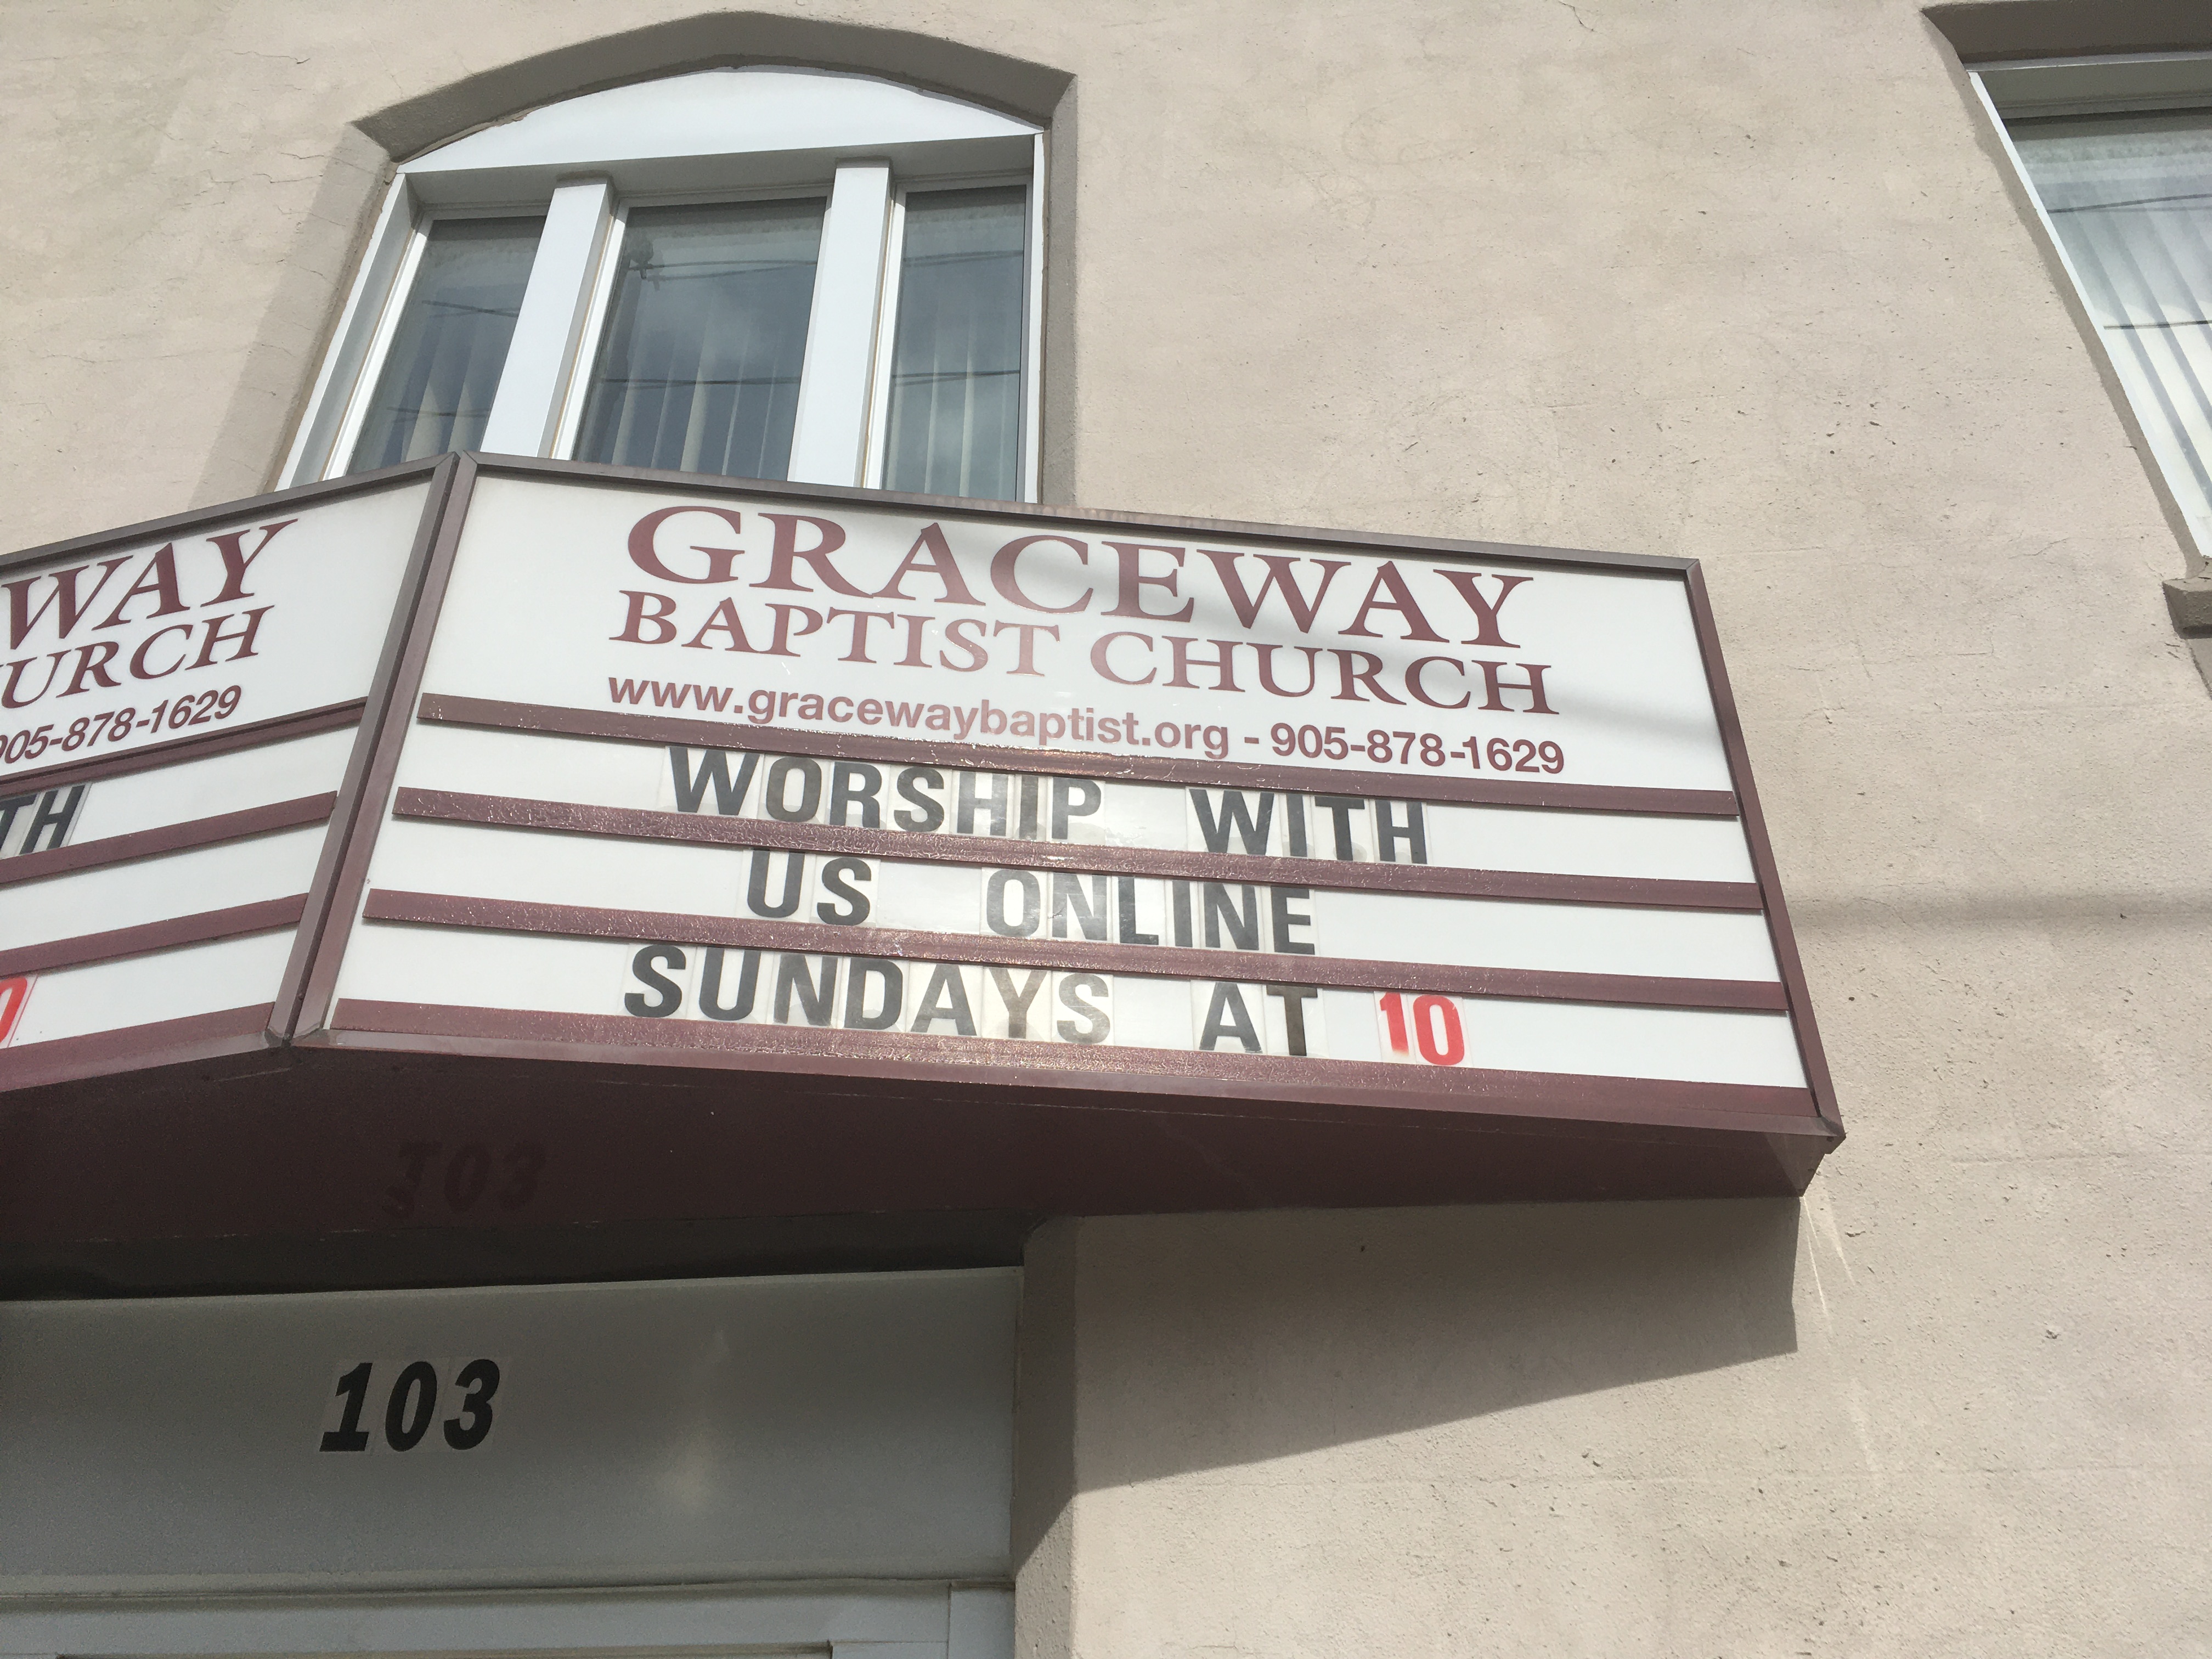 WAY
URCH
905-878-1629
TH
GRACEWAY
BAPTIST CHURCH
www.gracewaybaptist.org - 905-878-1629
WORSHIP WITH
US ONLINE
SUNDAYS AT 10
103